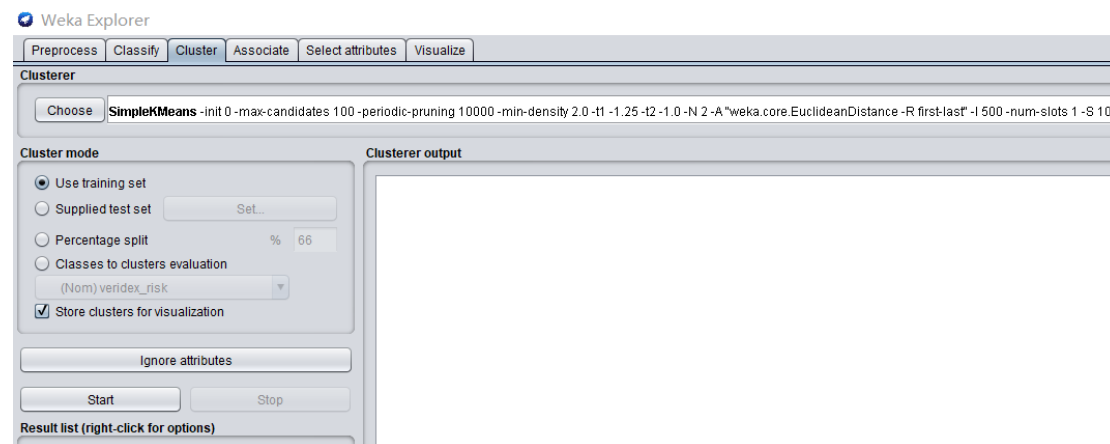 Weka Explorer
Preprocess Classify Cluster Associate Select attributes Visualize
Clusterer
Choose SimpleKMeans -init 0 -max-candidates 100 -periodic-pruning 10000 -min-density 2.0 -t1 -1.25 -t2 -1.0 -N 2 -A "weka.core.EuclideanDistance -R first-last" -I 500 -num-slots 1 -S 10
Cluster mode
Clusterer output
Use training set
Supplied test set Set...
Percentage split % 66
Classes to clusters evaluation
(Nom) veridex_risk
Store clusters for visualization
Ignore attributes
Start Stop
Result list (right-click for options)